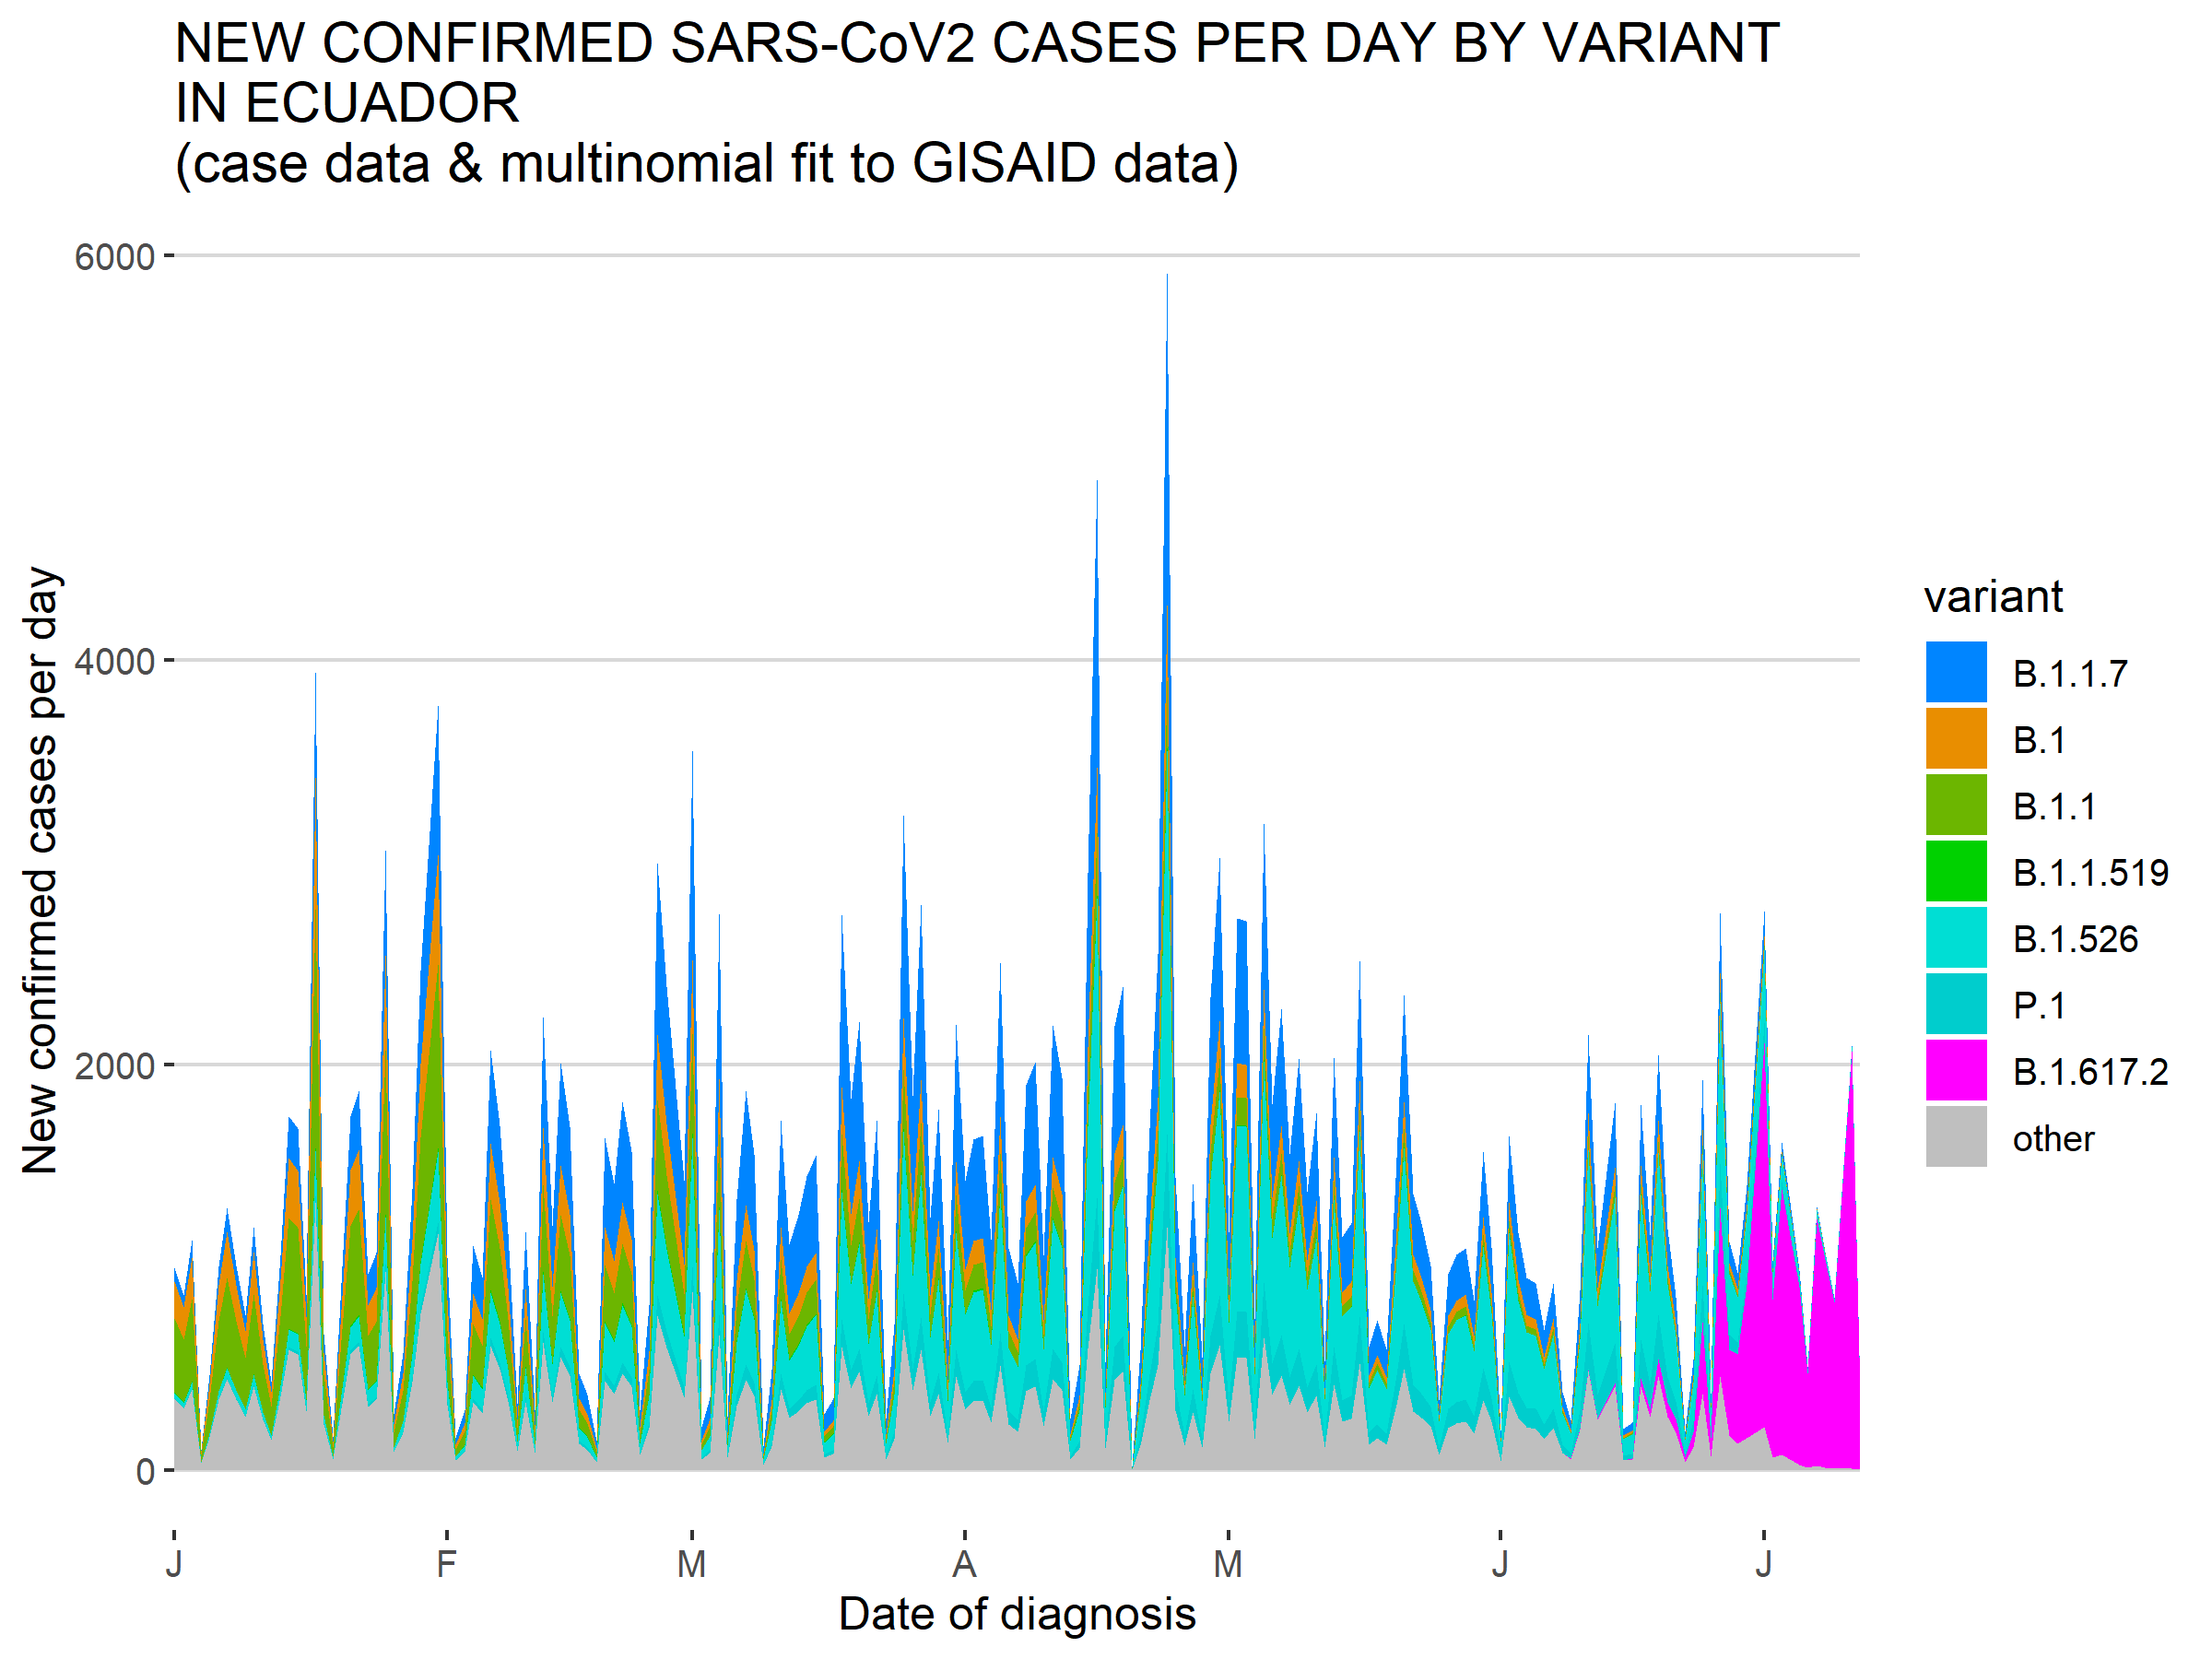 NEW CONFIRMED SARS-CoV2 CASES PER DAY BY VARIANT
IN ECUADOR
(case data & multinomial fit to GISAID data)
New confirmed cases per day
6000
4000
2000
0
J F M A M J J
Date of diagnosis
variant
B.1.1.7
B.1
B.1.1
B.1.1.519
B.1.526
P.1
B.1.617.2
other